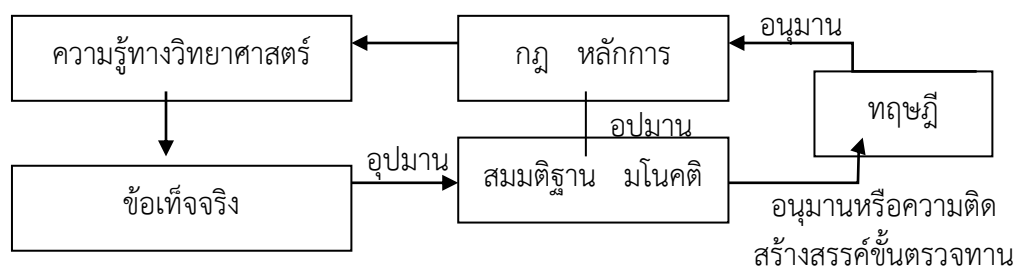 อนุมาน
ความรู้ทางวิทยาศาสตร์
กฎ หลักการ
ทฤษฎี
อุปมาน
อปมาน
ข้อเท็จจริง
สมมติฐาน มโนคติ
อนุมานหรือความติด
สร้างสรรค์ขั้นตรวจทาน